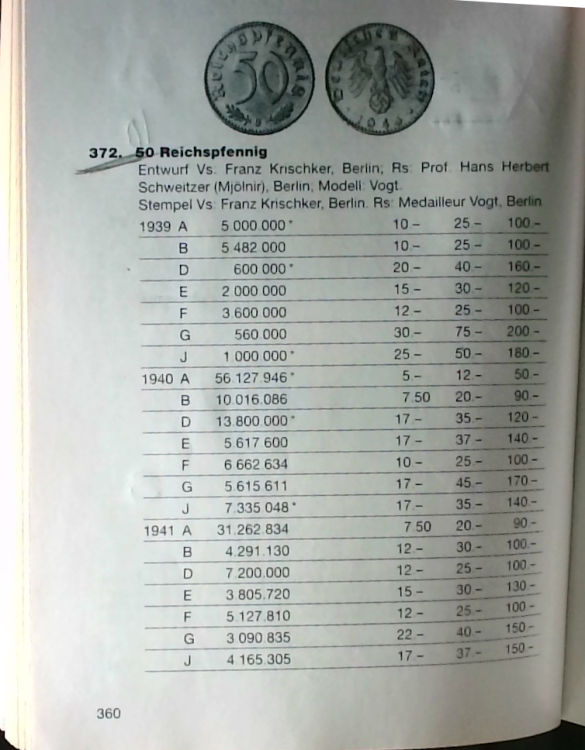 Reichspfennig
50
Deutsches Reich
372. 50 Reichspfennig
Entwurf Vs: Franz Krischker, Berlin; Rs: Prof. Hans Herbert
Schweitzer (Mjölnir), Berlin; Modell: Vogt.
Stempel Vs: Franz Krischker, Berlin. Rs: Medailleur Vogt, Berlin
1939 A 5 000 000* 10.– 25.– 100.–
B 5 482 000 10.– 25.– 100.–
D 600 000* 20.– 40.– 160.–
E 2 000 000 15.– 30.– 120.–
F 3 600 000 12.– 25.– 100.–
G 560 000 30.– 75.– 200.–
J 1 000 000* 25.– 50.– 180.–
1940 A 56.127.946* 5.– 12.– 50.–
B 10 016.086 7.50 20.– 90.–
D 13.800.000* 17.– 35.– 120.–
E 5 617 600 17.– 37.– 140.–
F 6 662 634 10.– 25.– 100.–
G 5 615 611 17.– 45.– 170.–
J 7.335 048* 17.– 35.– 140.–
1941 A 31.262.834 7.50 20.– 90.–
B 4.291.130 12.– 30.– 100.–
D 7.200.000 12.– 25.– 100.–
E 3 805.720 15.– 30.– 130.–
F 5.127.810 12.– 25.– 100.–
G 3 090 835 22.– 40.– 150.–
J 4 165.305 17.– 37.– 150.–
360